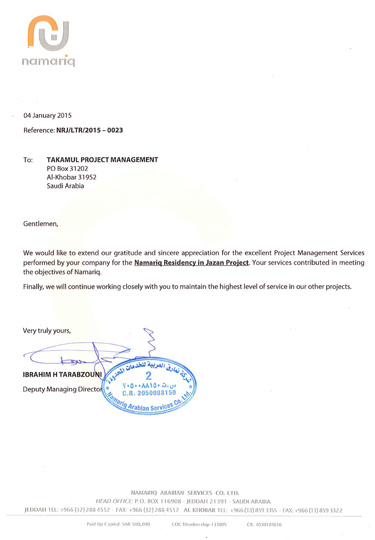 namariq
04 January 2015
Reference: NRJ/LTR/2015 – 0023
To: TAKAMUL PROJECT MANAGEMENT
PO Box 31202
Al-Khobar 31952
Saudi Arabia
Gentlemen,
We would like to extend our gratitude and sincere appreciation for the excellent Project Management Services
performed by your company for the Namariq Residency in Jazan Project. Your services contributed in meeting
the objectives of Namariq.
Finally, we will continue working closely with you to maintain the highest level of service in our other projects.
Very truly yours,
IBRAHIM H TARABZOUNI
Deputy Managing Director
شركة نمارق العربية للخدمات المحدودة
2
س.ت. ٢٠٥٠٠٨٨١٥٠
C.R. 2050088150
Namariq Arabian Services Co. Ltd.
NAMARIQ ARABIAN SERVICES CO. LTD.
HEAD OFFICE: P.O. BOX 116908 - JEDDAH 21391 - SAUDI ARABIA
JEDDAH TEL: +966 (12) 288 4552 - FAX: +966 (12) 288 4552 AL KHOBAR TEL: +966 (13) 859 3355 - FAX: +966 (13) 859 3322
Paid Up Capital: SAR 500,000 COC Membership 133805 CR.